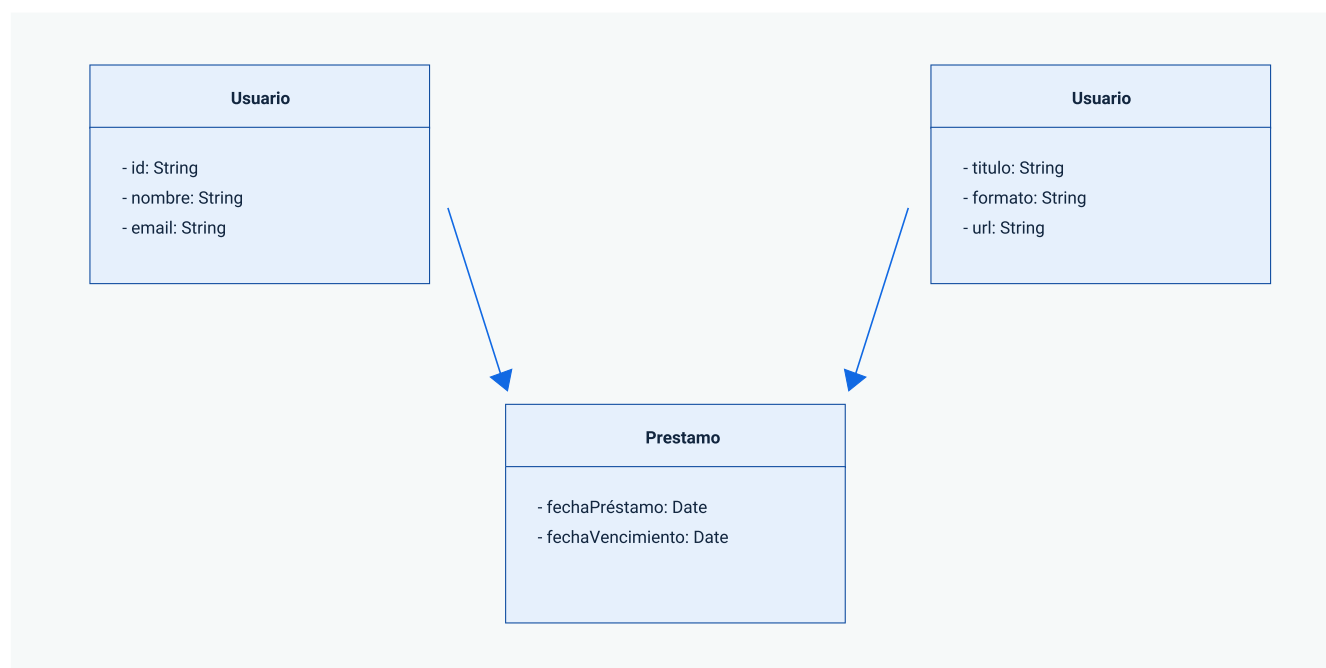 Usuario
- id: String
- nombre: String
- email: String
Usuario
- titulo: String
- formato: String
- url: String
Prestamo
- fechaPréstamo: Date
- fechaVencimiento: Date